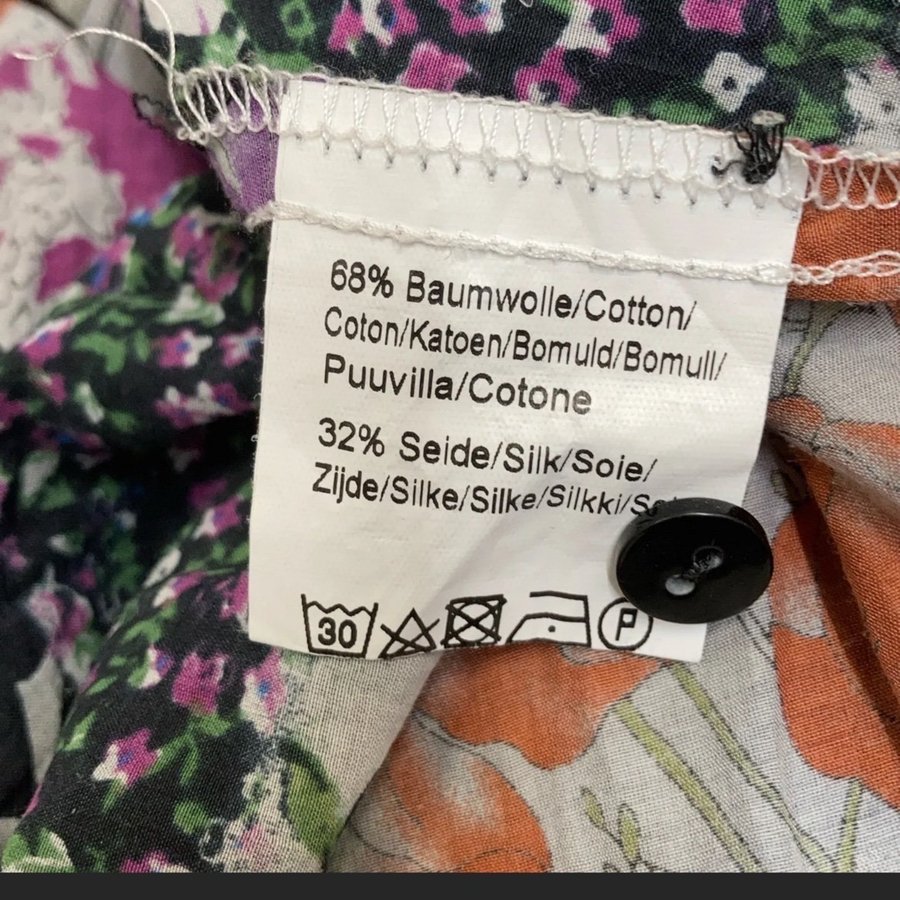 68% Baumwolle/Cotton/
Coton/Katoen/Bomuld/Bomull/
Puuvilla/Cotone
32% Seide/Silk/Soie/
Zijde/Silke/Silke/Silkki/
30
P